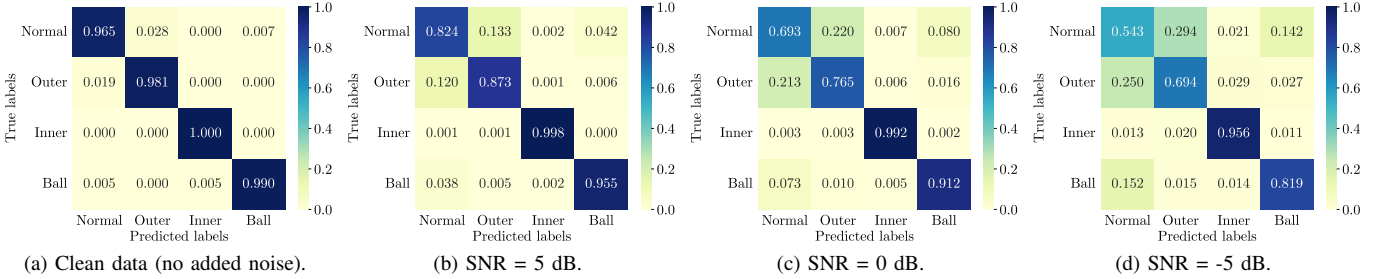 True labels
Normal 0.965 0.028 0.000 0.007
Outer 0.019 0.981 0.000 0.000
Inner 0.000 0.000 1.000 0.000
Ball 0.005 0.000 0.005 0.990
Normal Outer Inner Ball
Predicted labels
1.0
0.8
0.6
0.4
0.2
0.0
(a) Clean data (no added noise).
True labels
Normal 0.824 0.133 0.002 0.042
Outer 0.120 0.873 0.001 0.006
Inner 0.001 0.001 0.998 0.000
Ball 0.038 0.005 0.002 0.955
Normal Outer Inner Ball
Predicted labels
1.0
0.8
0.6
0.4
0.2
0.0
(b) SNR = 5 dB.
True labels
Normal 0.693 0.220 0.007 0.080
Outer 0.213 0.765 0.006 0.016
Inner 0.003 0.003 0.992 0.002
Ball 0.073 0.010 0.005 0.912
Normal Outer Inner Ball
Predicted labels
1.0
0.8
0.6
0.4
0.2
0.0
(c) SNR = 0 dB.
True labels
Normal 0.543 0.294 0.021 0.142
Outer 0.250 0.694 0.029 0.027
Inner 0.013 0.020 0.956 0.011
Ball 0.152 0.015 0.014 0.819
Normal Outer Inner Ball
Predicted labels
1.0
0.8
0.6
0.4
0.2
0.0
(d) SNR = -5 dB.